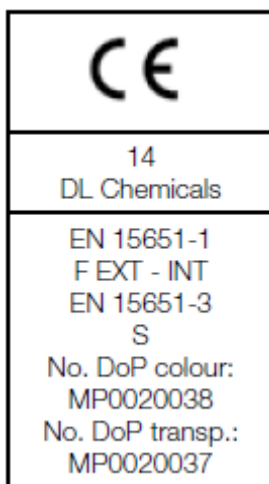 CE
14
DL Chemicals
EN 15651-1
F EXT - INT
EN 15651-3
S
No. DoP colour:
MP0020038
No. DoP transp.:
MP0020037